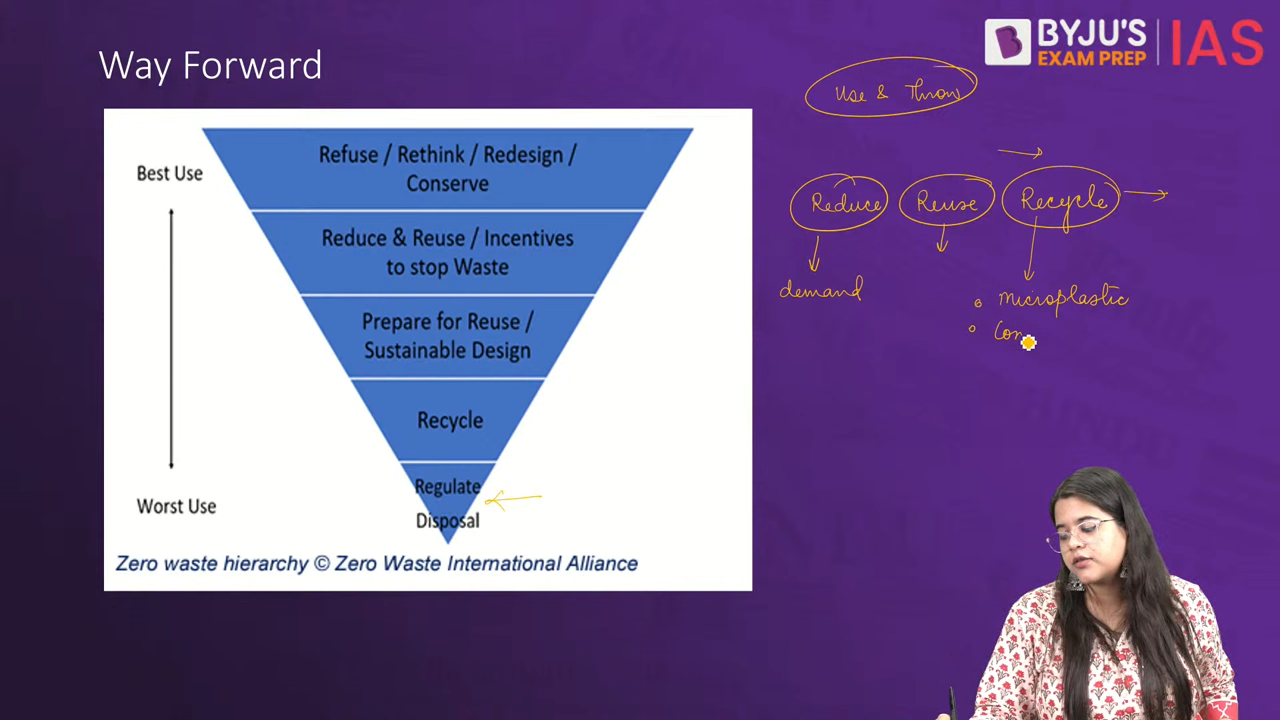 Way Forward
BYJU'S
EXAM PREP
IAS
Use & Throw
Best Use
Worst Use
Refuse / Rethink / Redesign /
Conserve
Reduce & Reuse / Incentives
to stop Waste
Prepare for Reuse /
Sustainable Design
Recycle
Regulate
Disposal
Zero waste hierarchy © Zero Waste International Alliance
Reduce Reuse Recycle
demand
Microplastic
Con